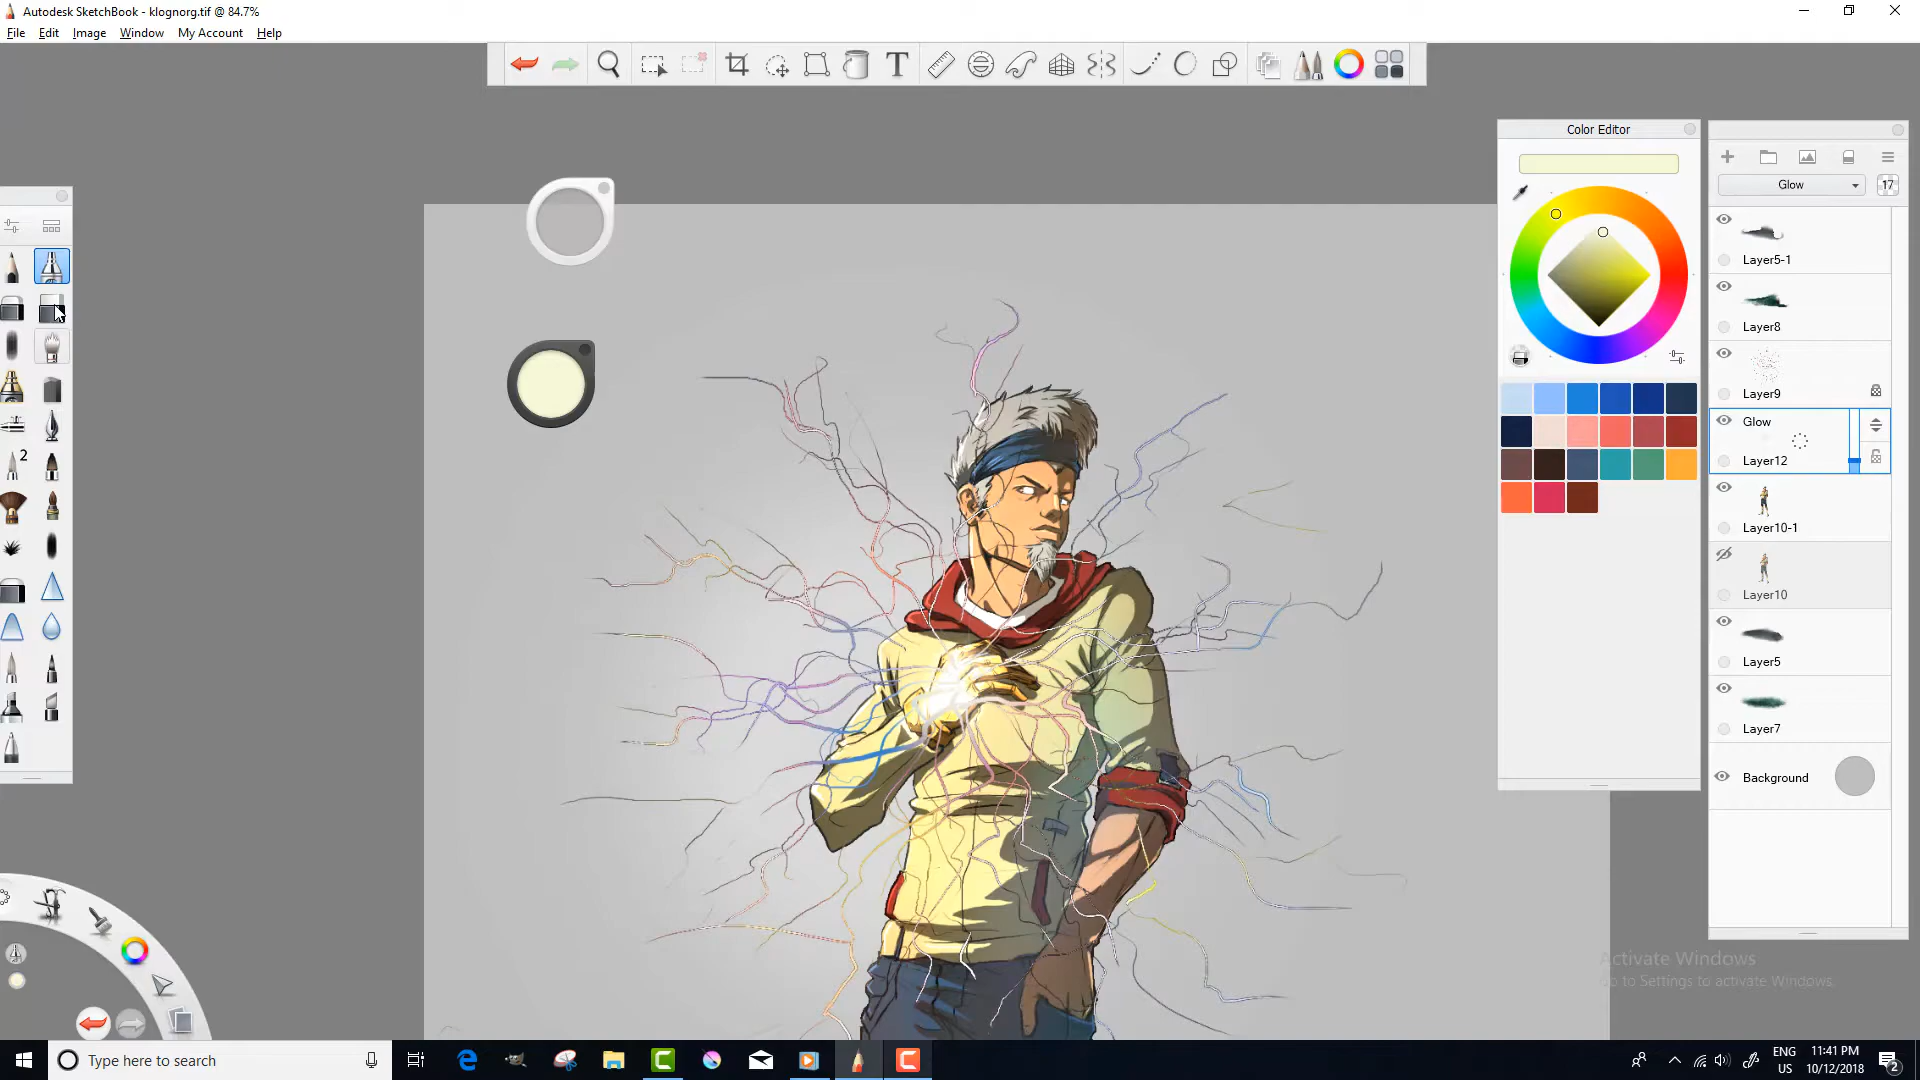 Autodesk SketchBook - klognorg.tif @ 84.7%
File Edit Image Window My Account Help
T
Color Editor
Glow 17
Layer5-1
Layer8
Layer9
Glow
Layer12
Layer10-1
Layer10
Layer5
Layer7
Background
2
Activate Windows
Go to Settings to activate Windows.
Type here to search
ENG
US
11:41 PM
10/12/2018
2